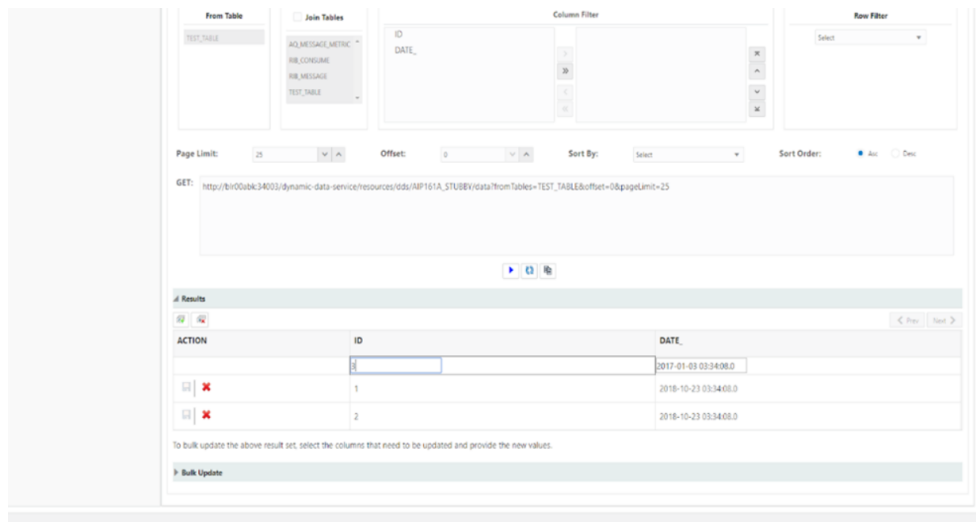 From Table
Join Tables
Column Filter
Row Filter
TEST_TABLE
AQ_MESSAGE_METRIC
RIB_CONSUME
RIB_MESSAGE
TEST_TABLE
ID
DATE_
Select
Page Limit: 25 Offset: 0 Sort By: Select Sort Order: Asc Desc
GET: http://blr00abk:34003/dynamic-data-service/resources/dds/AIP161A_STUBBY/data?fromTables=TEST_TABLE&offset=0&pageLimit=25
Results
Prev Next
ACTION ID DATE_
3 2017-01-03 03:34:08.0
1 2018-10-23 03:34:08.0
2 2018-10-23 03:34:08.0
To bulk update the above result set, select the columns that need to be updated and provide the new values.
Bulk Update